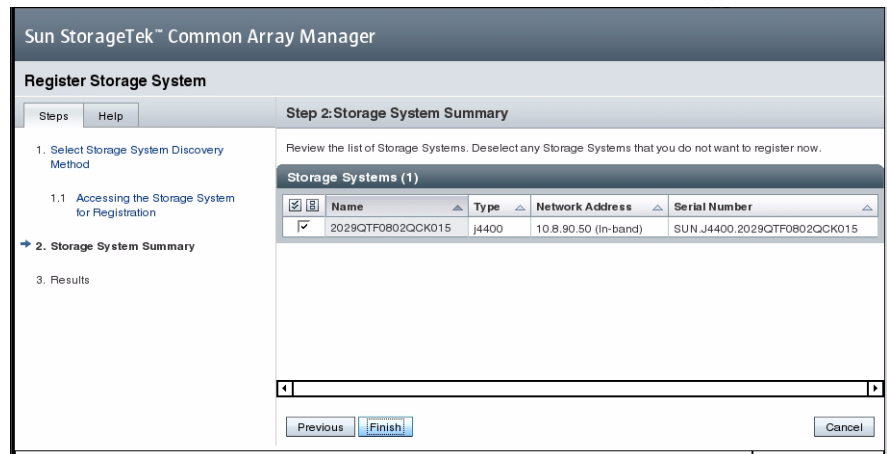 Sun StorageTek™ Common Array Manager
Register Storage System
Steps
Help
1. Select Storage System Discovery
Method
1.1 Accessing the Storage System
for Registration
2. Storage System Summary
3. Results
Step 2:Storage System Summary
Review the list of Storage Systems. Deselect any Storage Systems that you do not want to register now.
Storage Systems (1)
Name Type Network Address Serial Number
2029QTF0802QCK015 j4400 10.8.90.50 (In-band) SUN.J4400.2029QTF0802QCK015
Previous Finish Cancel